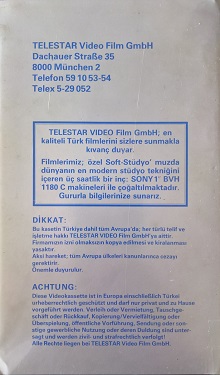 TELESTAR Video Film GmbH
Dachauer Straße 35
8000 München 2
Telefon 59 10 53-54
Telex 5-29 052
TELESTAR VIDEO Film GmbH; en
kaliteli Türk filmlerini sizlere sunmakla
kıvanç duyar.
Filmlerimiz; özel Soft-Stüdyo' muzda
dünyanın en modern stüdyo tekniğini
içeren üç saatlik bir inç: SONY 1" BVH
1180 C makineleri ile çoğaltılmaktadır.
Gururla bilgilerinize sunarız.
DİKKAT:
Bu kasetin Türkiye dahil tüm Avrupa'da; her türlü telif ve
işletme hakkı TELESTAR VIDEO Film GmbH'ya aittir.
Firmamızın izni olmaksızın kopya edilmesi ve kiralanması
yasaktır.
Aksi hareket; tüm Avrupa ülkeleri kanunlarınca cezayı
gerektirir.
Önemle duyurulur.
ACHTUNG:
Diese Videokassette ist in Europa einschließlich Türkei
urheberrechtlich geschützt und darf nur privat und zu Hause
vorgeführt werden. Verleih oder Vermietung, Tauschge-
schäft oder Rückkauf, Kopierung/Vervielfältigung oder
Überspielung, öffentliche Vorführung, Sendung oder son-
stige gewerbliche Nutzung oder deren Duldung sind unter-
sagt und werden zivil- und strafrechtlich verfolgt!
Alle Rechte liegen bei TELESTAR Video Film GmbH.